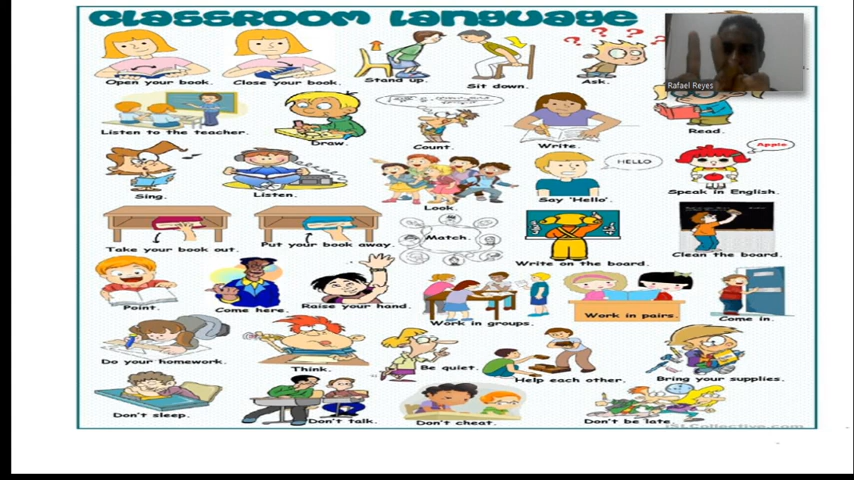 CLASSROOM LANGUAGE
Open your book.
Close your book.
Stand up.
Sit down.
? ? ? ?
Ask.
Rafael Reyes
Listen to the teacher.
Draw.
Count.
Write.
Read.
Sing.
Listen.
Look.
HELLO
Say 'Hello'.
Apple
Speak in English.
Take your book out.
Put your book away.
Match.
Write on the board.
Clean the board.
Point.
Come here.
Raise your hand.
Work in groups.
Work in pairs.
Come in.
Do your homework.
Think.
Be quiet.
Help each other.
Bring your supplies.
Don't sleep.
Don't talk.
Don't cheat.
Don't be late.
iSLCollective.com